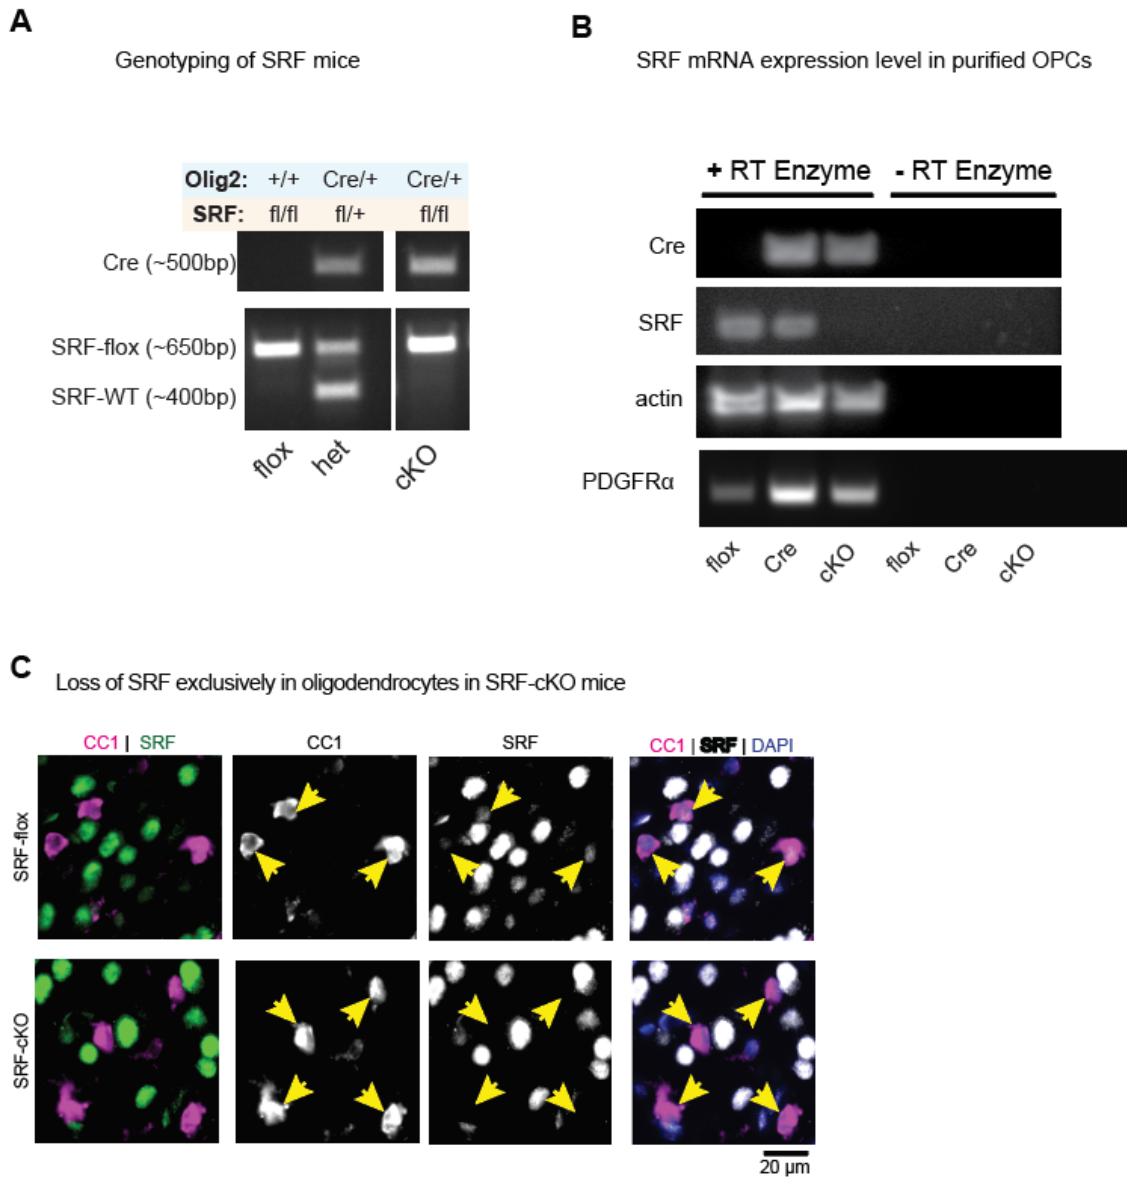 A
Genotyping of SRF mice
Olig2: +/+ Cre/+ Cre/+
SRF: fl/fl fl/+ fl/fl
Cre (~500bp)
SRF-flox (~650bp)
SRF-WT (~400bp)
flox het cKO
B
SRF mRNA expression level in purified OPCs
+ RT Enzyme - RT Enzyme
Cre
SRF
actin
PDGFRα
flox Cre cKO flox Cre cKO
C
Loss of SRF exclusively in oligodendrocytes in SRF-cKO mice
CC1 | SRF CC1 SRF CC1 | SRF | DAPI
SRF-flox
SRF-cKO
20 µm